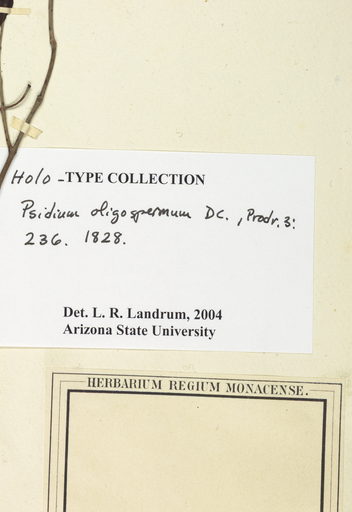 Holo -TYPE COLLECTION
Psidium oligospermum DC., Prodr. 3:
236. 1828.
Det. L. R. Landrum, 2004
Arizona State University
HERBARIUM REGIUM MONACENSE.